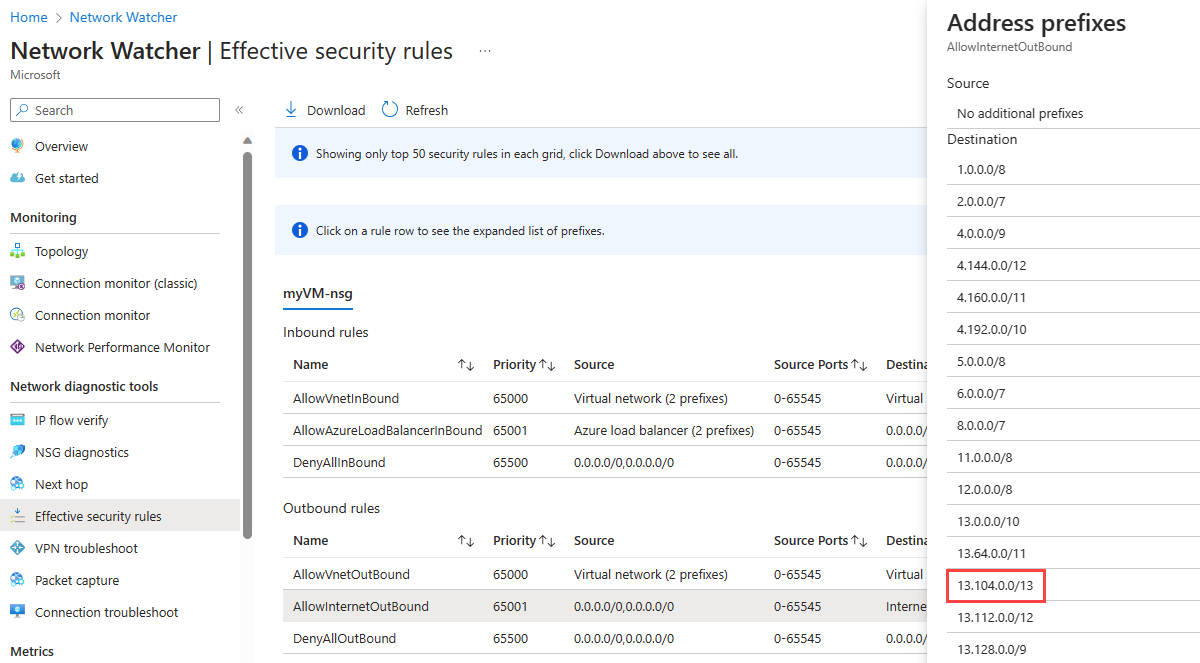 Home > Network Watcher
Network Watcher | Effective security rules ...
Microsoft
Search «
Overview
Get started
Monitoring
Topology
Connection monitor (classic)
Connection monitor
Network Performance Monitor
Network diagnostic tools
IP flow verify
NSG diagnostics
Next hop
Effective security rules
VPN troubleshoot
Packet capture
Connection troubleshoot
Metrics
Download Refresh
Showing only top 50 security rules in each grid, click Download above to see all.
Click on a rule row to see the expanded list of prefixes.
myVM-nsg
Inbound rules
Name Priority Source Source Ports Destina
AllowVnetInBound 65000 Virtual network (2 prefixes) 0-65545 Virtual
AllowAzureLoadBalancerInBound 65001 Azure load balancer (2 prefixes) 0-65545 0.0.0.0/
DenyAllInBound 65500 0.0.0.0/0,0.0.0.0/0 0-65545 0.0.0.0/
Outbound rules
Name Priority Source Source Ports Destina
AllowVnetOutBound 65000 Virtual network (2 prefixes) 0-65545 Virtual
AllowInternetOutBound 65001 0.0.0.0/0,0.0.0.0/0 0-65545 Interne
DenyAllOutBound 65500 0.0.0.0/0,0.0.0.0/0 0-65545 0.0.0.0/
Address prefixes
AllowInternetOutBound
Source
No additional prefixes
Destination
1.0.0.0/8
2.0.0.0/7
4.0.0.0/9
4.144.0.0/12
4.160.0.0/11
4.192.0.0/10
5.0.0.0/8
6.0.0.0/7
8.0.0.0/7
11.0.0.0/8
12.0.0.0/8
13.0.0.0/10
13.64.0.0/11
13.104.0.0/13
13.112.0.0/12
13.128.0.0/9